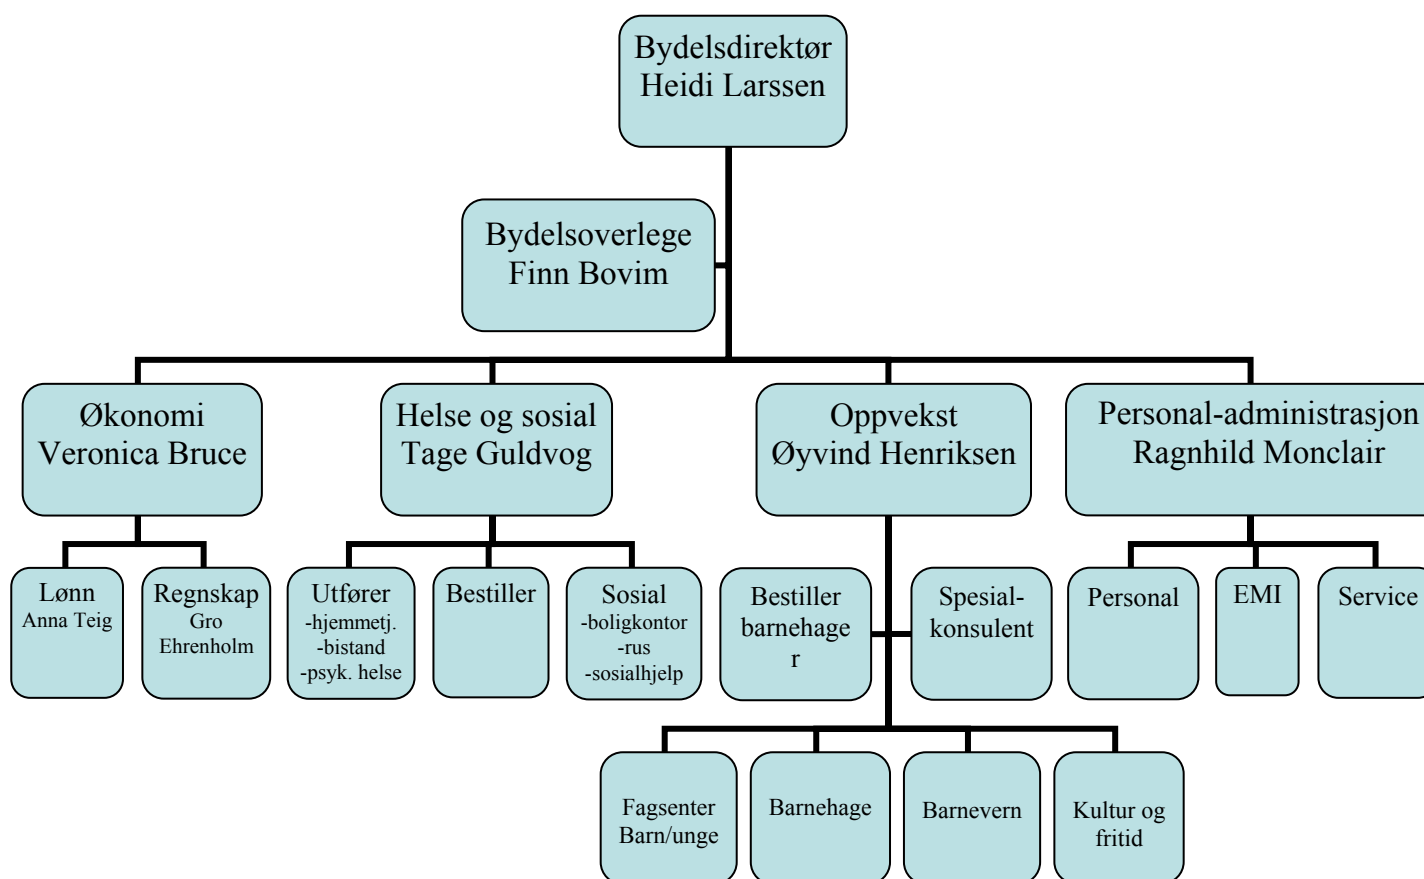 Bydelsdirektør
Heidi Larssen
Bydelsoverlege
Finn Bovim
Økonomi
Veronica Bruce
Helse og sosial
Tage Guldvog
Oppvekst
Øyvind Henriksen
Personal-administrasjon
Ragnhild Monclair
Lønn
Anna Teig
Regnskap
Gro
Ehrenholm
Utfører
-hjemmetj.
-bistand
-psyk. helse
Bestiller
Sosial
-boligkontor
-rus
-sosialhjelp
Bestiller
barnehage
r
Spesial-
konsulent
Personal
EMI
Service
Fagsenter
Barn/unge
Barnehage
Barnevern
Kultur og
fritid